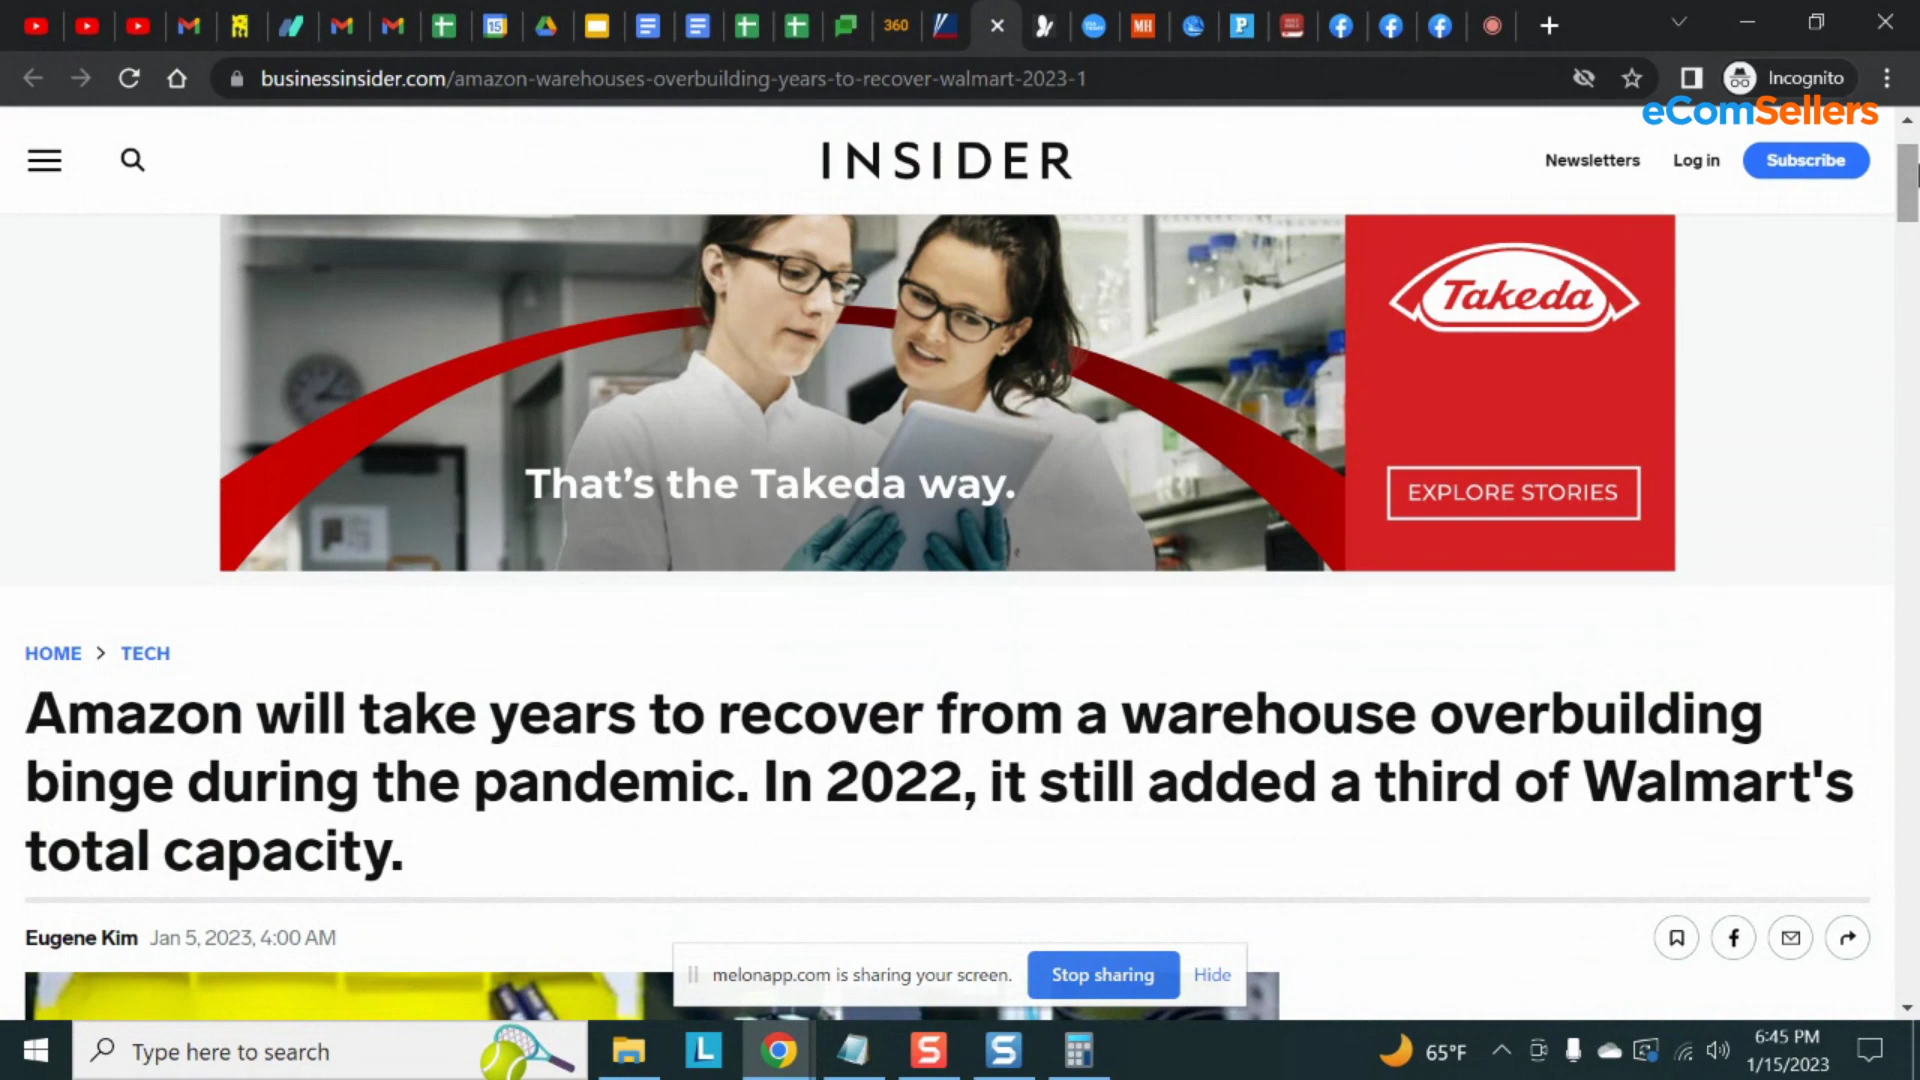 15
360
MH
P
businessinsider.com/amazon-warehouses-overbuilding-years-to-recover-walmart-2023-1
Incognito
eComSellers
INSIDER
Newsletters
Log in
Subscribe
Takeda
That's the Takeda way.
EXPLORE STORIES
HOME > TECH
Amazon will take years to recover from a warehouse overbuilding
binge during the pandemic. In 2022, it still added a third of Walmart's
total capacity.
Eugene Kim Jan 5, 2023, 4:00 AM
melonapp.com is sharing your screen.
Stop sharing
Hide
Type here to search
L
S
S
65°F
6:45 PM
1/15/2023